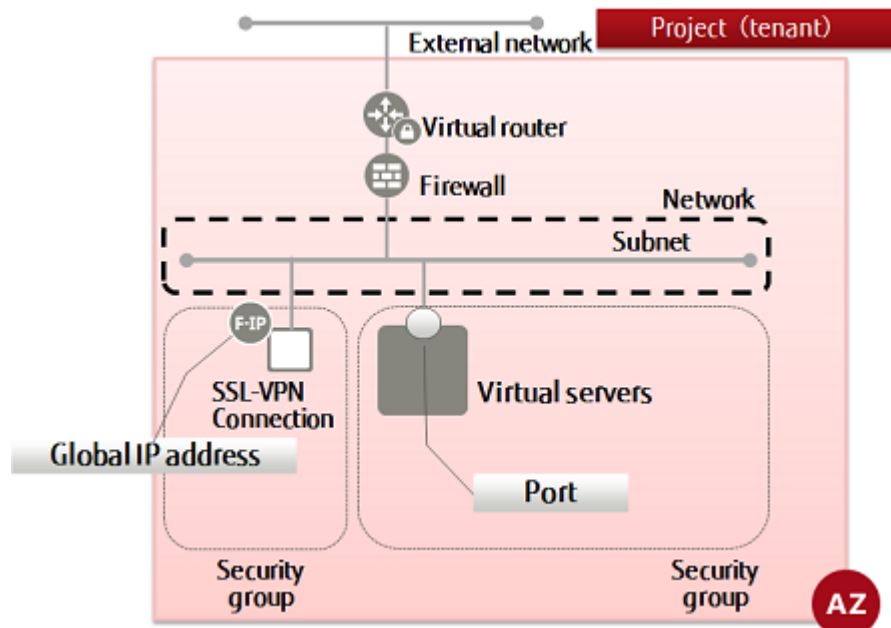 Project (tenant)
External network
Virtual router
Firewall
Network
Subnet
F-IP
SSL-VPN
Connection
Virtual servers
Global IP address
Port
Security
group
Security
group
AZ